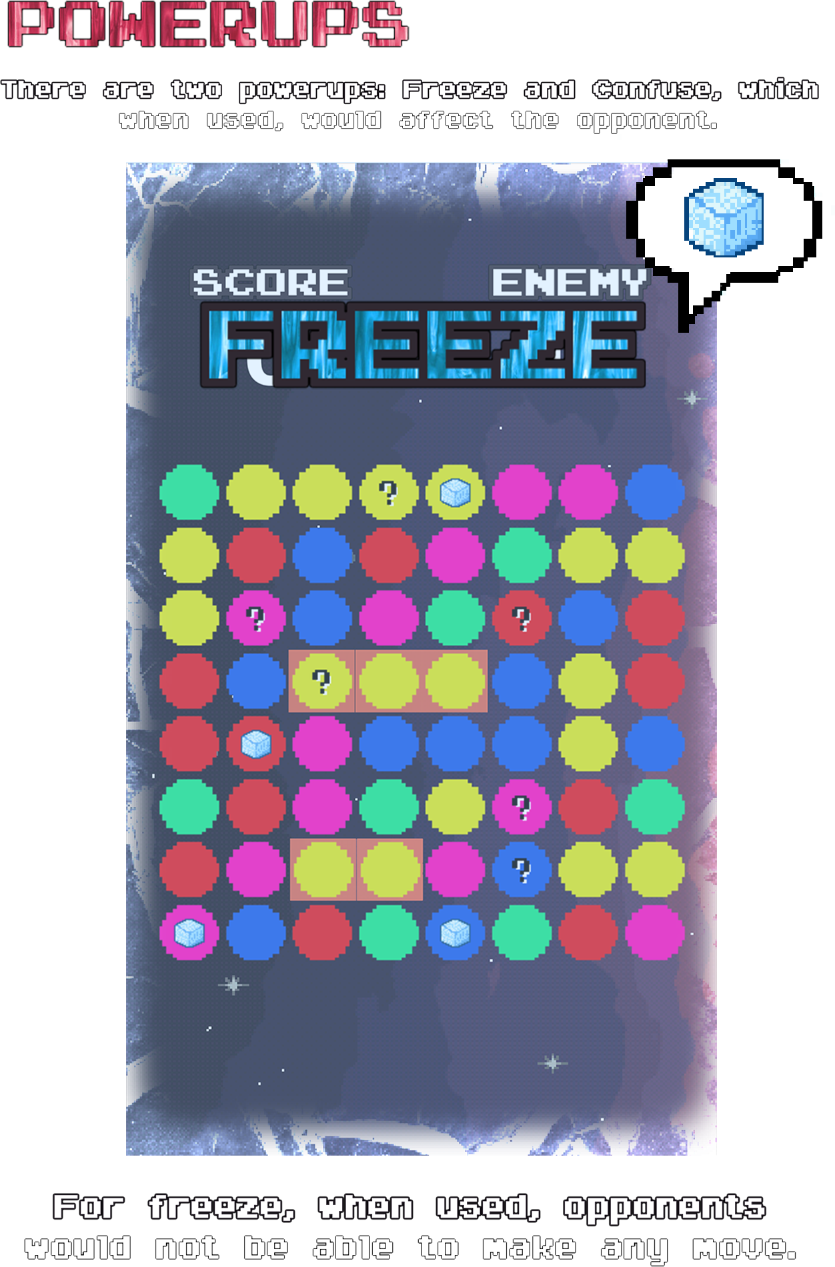 POWERUPS
There are two powerups: Freeze and Confuse, which
when used, would affect the opponent.
SCORE ENEMY
FREEZE
?
? ?
?
?
?
For freeze, when used, opponents
would not be able to make any move.